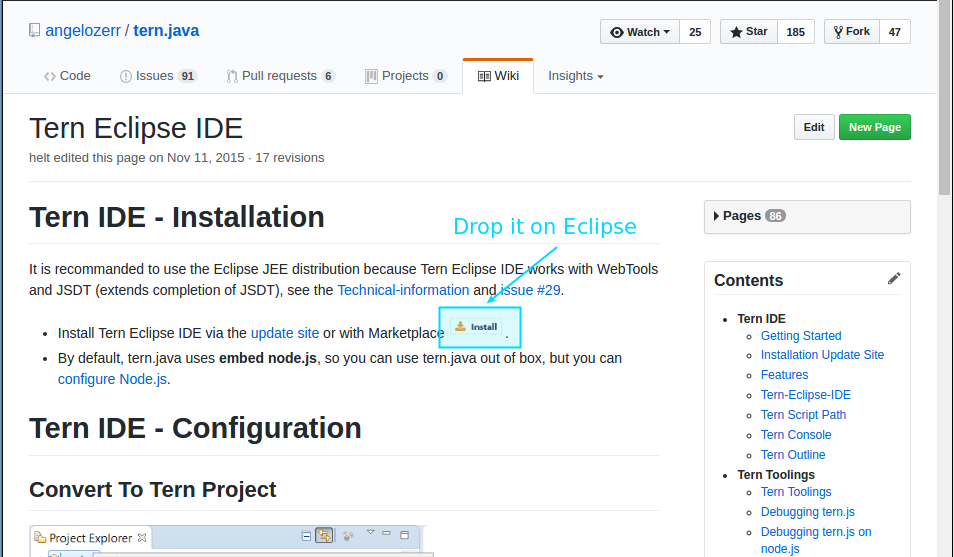 angelozerr / tern.java
Watch 25 Star 185 Fork 47
Code Issues 91 Pull requests 6 Projects 0 Wiki Insights
Tern Eclipse IDE
Edit New Page
helt edited this page on Nov 11, 2015 · 17 revisions
Tern IDE - Installation
Drop it on Eclipse
It is recommanded to use the Eclipse JEE distribution because Tern Eclipse IDE works with WebTools
and JSDT (extends completion of JSDT), see the Technical-information and issue #29.
• Install Tern Eclipse IDE via the update site or with Marketplace Install .
• By default, tern.java uses embed node.js, so you can use tern.java out of box, but you can
configure Node.js.
Tern IDE - Configuration
Convert To Tern Project
Project Explorer
Pages 86
Contents
• Tern IDE
Getting Started
Installation Update Site
Features
Tern-Eclipse-IDE
Tern Script Path
Tern Console
Tern Outline
• Tern Toolings
Tern Toolings
Debugging tern.js
Debugging tern.js on
node.js